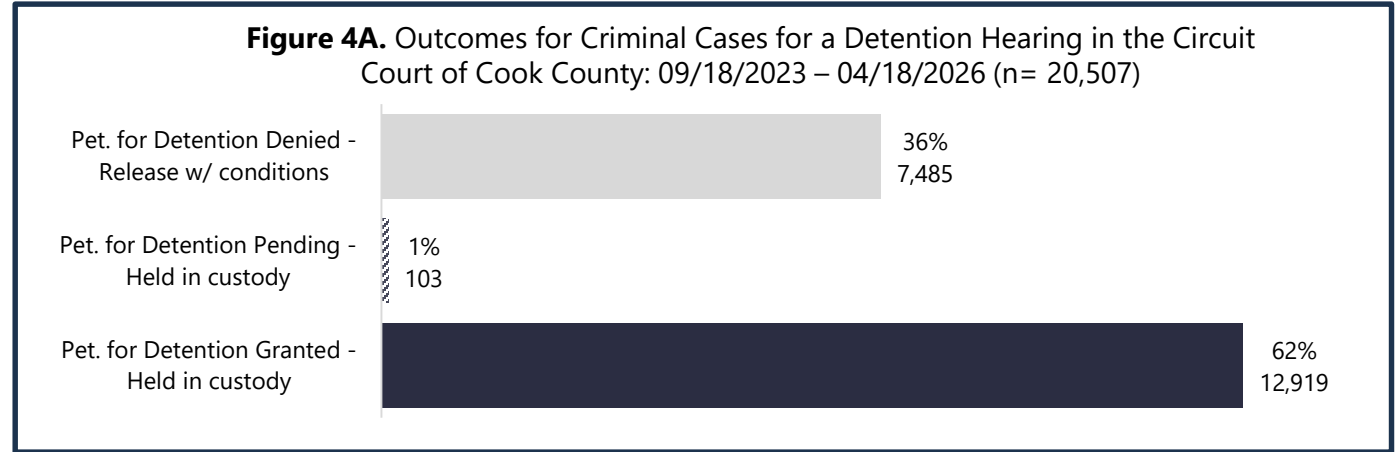 Figure 4A. Outcomes for Criminal Cases for a Detention Hearing in the Circuit
Court of Cook County: 09/18/2023 – 04/18/2026 (n= 20,507)
Pet. for Detention Denied -
Release w/ conditions
36%
7,485
Pet. for Detention Pending -
Held in custody
1%
103
Pet. for Detention Granted -
Held in custody
62%
12,919